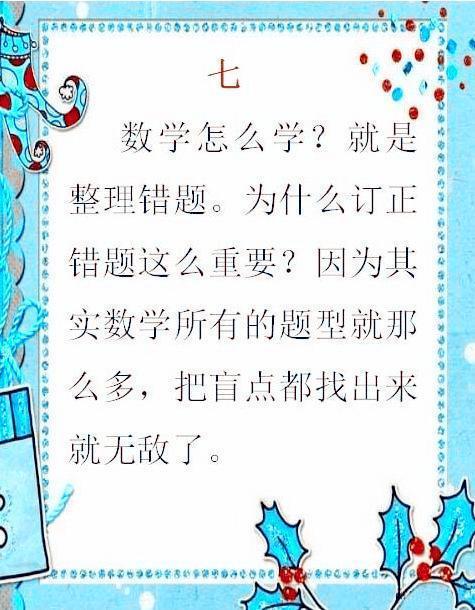 七
数学怎么学？就是
整理错题。为什么订正
错题这么重要？因为其
实数学所有的题型就那
么多，把盲点都找出来
就无敌了。